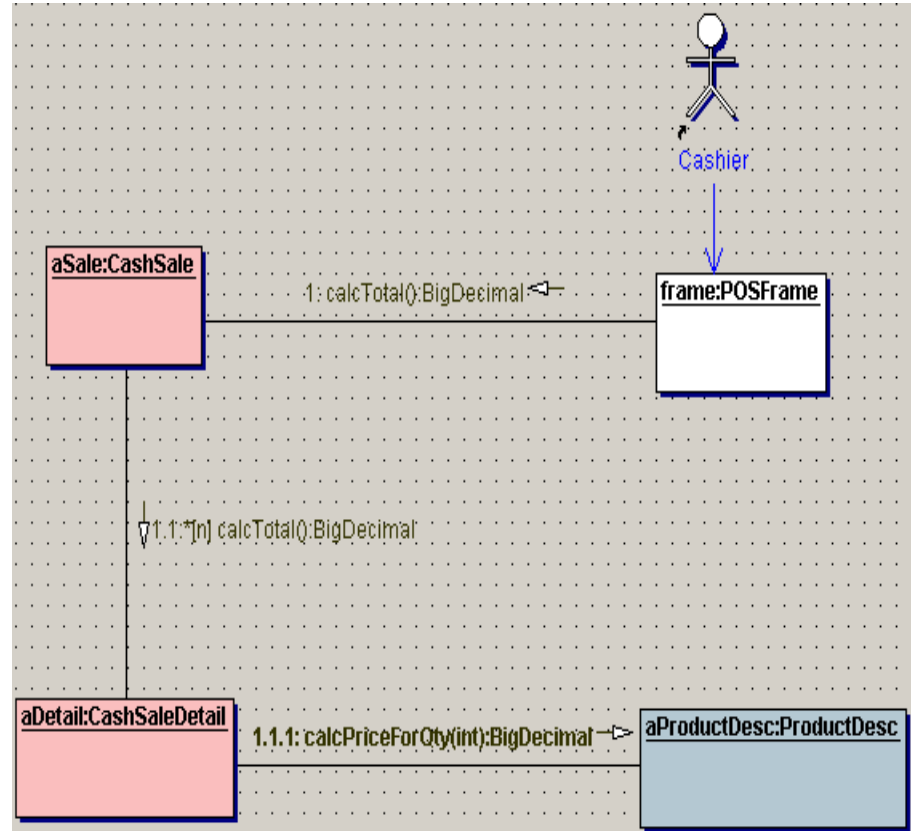 Cashier
aSale:CashSale
1: calcTotal():BigDecimal
frame:POSFrame
1.1:*[n] calcTotal():BigDecimal
aDetail:CashSaleDetail
1.1.1: calcPriceForQty(int):BigDecimal
aProductDesc:ProductDesc